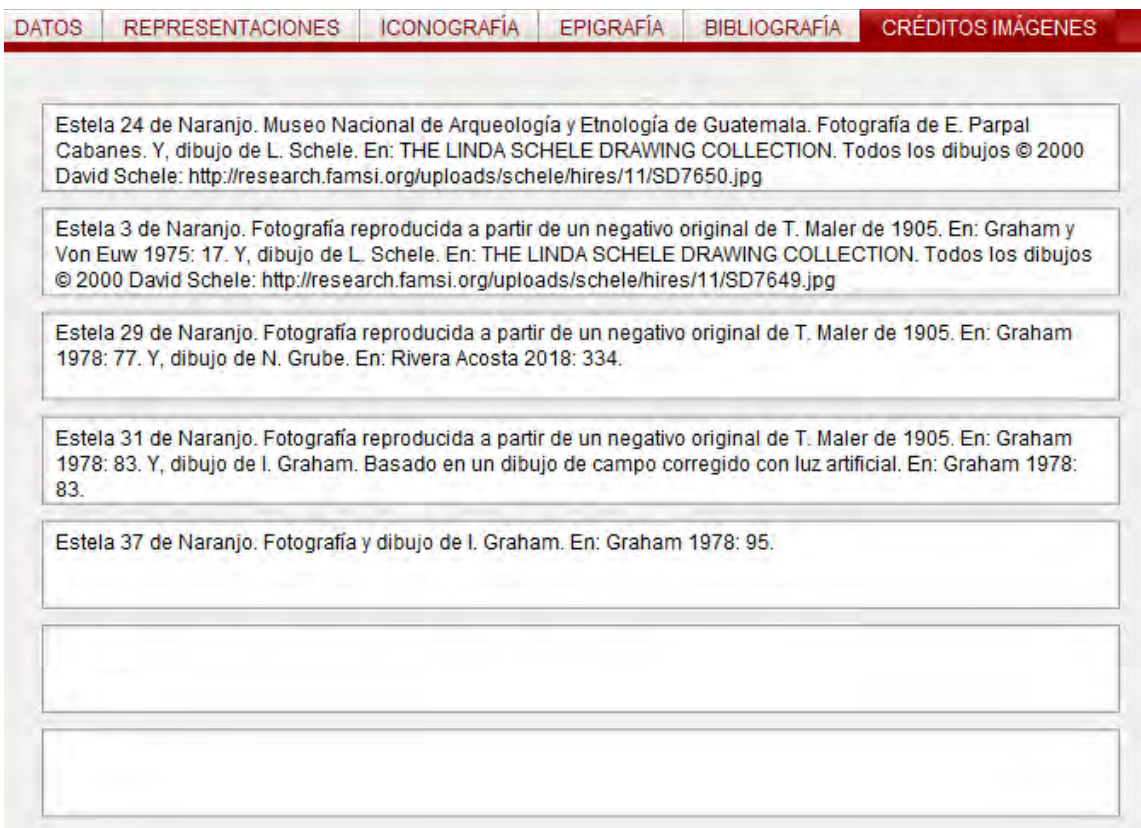 DATOS REPRESENTACIONES ICONOGRAFÍA EPIGRAFÍA BIBLIOGRAFÍA CRÉDITOS IMÁGENES
Estela 24 de Naranjo. Museo Nacional de Arqueología y Etnología de Guatemala. Fotografía de E. Parpal
Cabanes. Y, dibujo de L. Schele. En: THE LINDA SCHELE DRAWING COLLECTION. Todos los dibujos © 2000
David Schele: http://research.famsi.org/uploads/schele/hires/11/SD7650.jpg
Estela 3 de Naranjo. Fotografía reproducida a partir de un negativo original de T. Maler de 1905. En: Graham y
Von Euw 1975: 17. Y, dibujo de L. Schele. En: THE LINDA SCHELE DRAWING COLLECTION. Todos los dibujos
© 2000 David Schele: http://research.famsi.org/uploads/schele/hires/11/SD7649.jpg
Estela 29 de Naranjo. Fotografía reproducida a partir de un negativo original de T. Maler de 1905. En: Graham
1978: 77. Y, dibujo de N. Grube. En: Rivera Acosta 2018: 334.
Estela 31 de Naranjo. Fotografía reproducida a partir de un negativo original de T. Maler de 1905. En: Graham
1978: 83. Y, dibujo de I. Graham. Basado en un dibujo de campo corregido con luz artificial. En: Graham 1978:
83.
Estela 37 de Naranjo. Fotografía y dibujo de I. Graham. En: Graham 1978: 95.